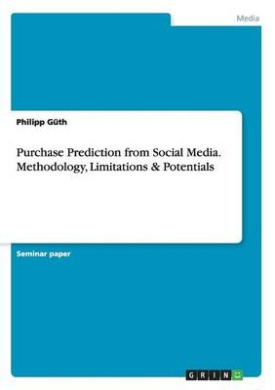 Media
Philipp Güth
Purchase Prediction from Social Media.
Methodology, Limitations & Potentials
Seminar paper
GRIN